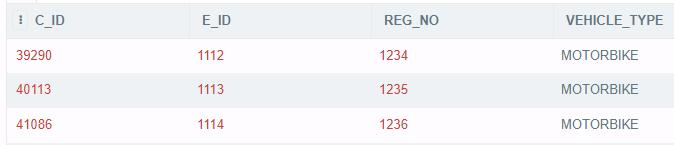 C_ID E_ID REG_NO VEHICLE_TYPE
39290 1112 1234 MOTORBIKE
40113 1113 1235 MOTORBIKE
41086 1114 1236 MOTORBIKE